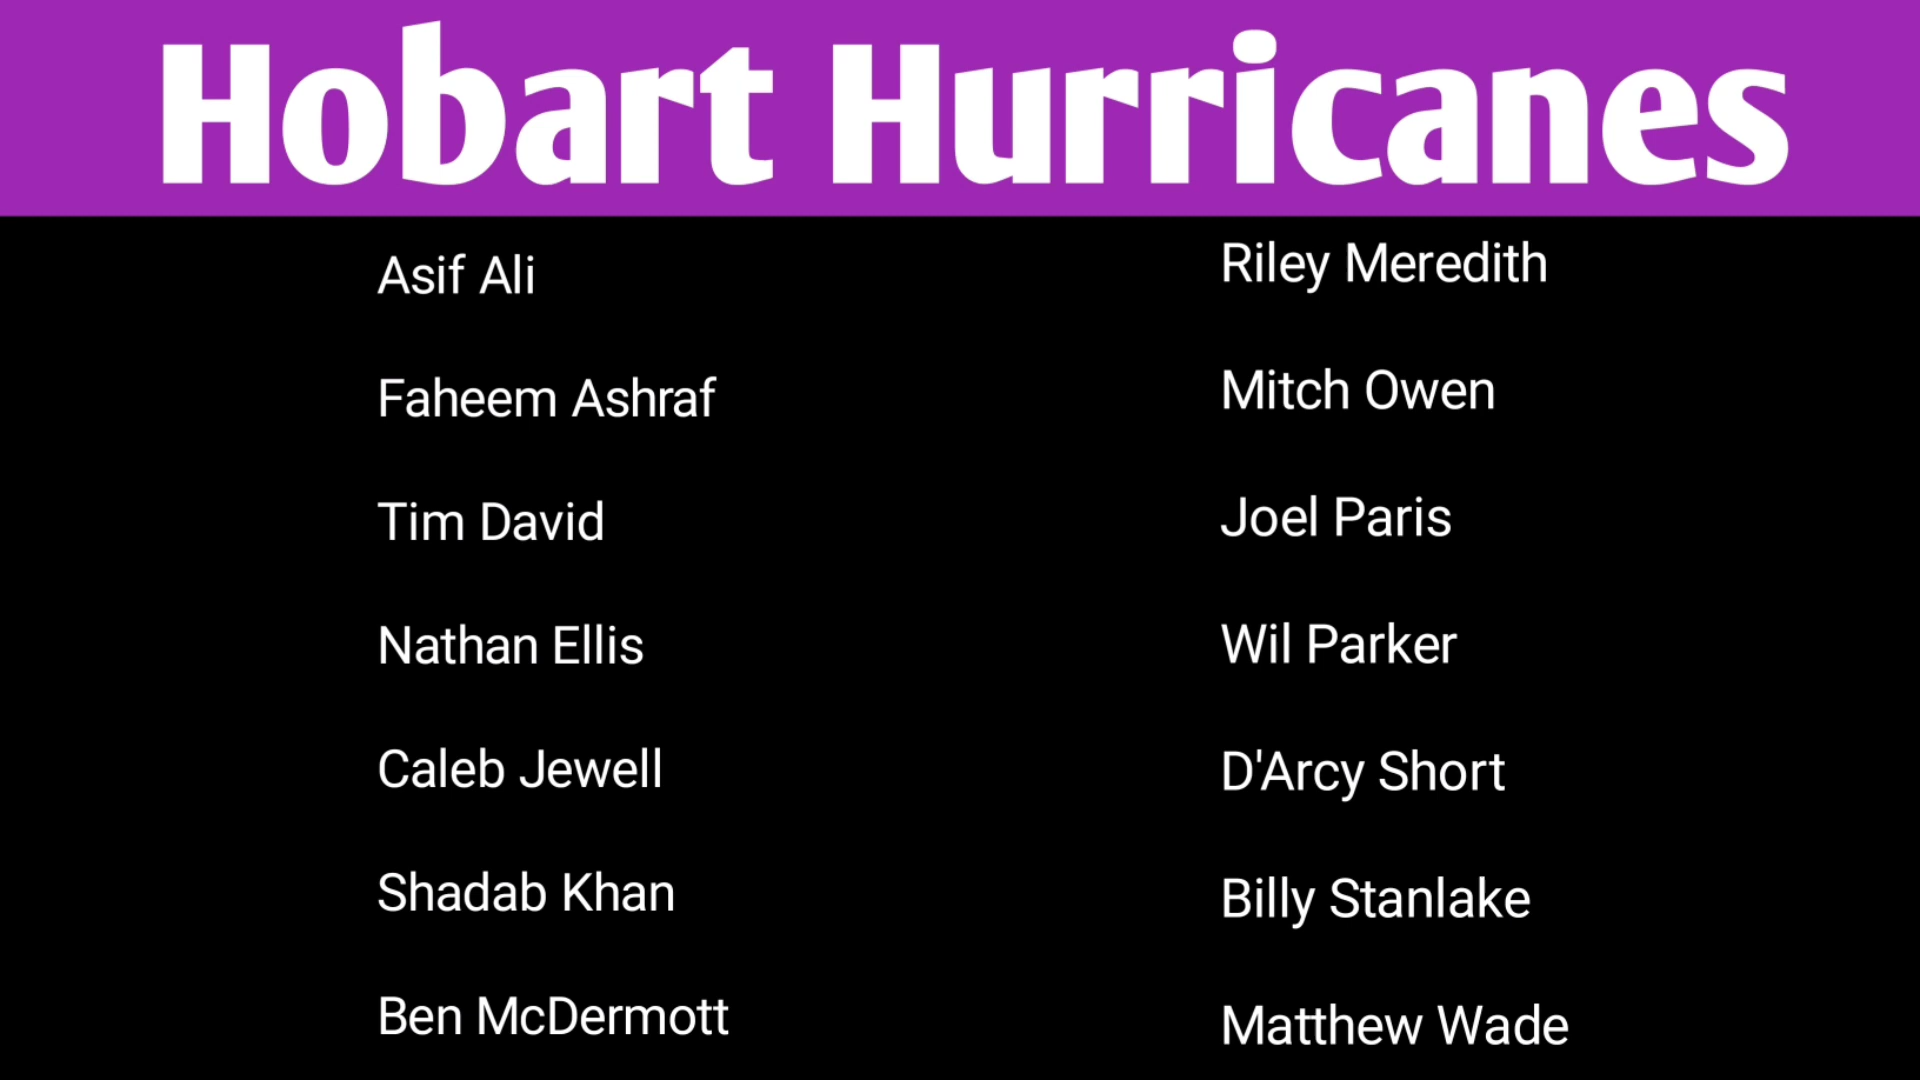 Hobart Hurricanes
Asif Ali
Faheem Ashraf
Tim David
Nathan Ellis
Caleb Jewell
Shadab Khan
Ben McDermott
Riley Meredith
Mitch Owen
Joel Paris
Wil Parker
D'Arcy Short
Billy Stanlake
Matthew Wade